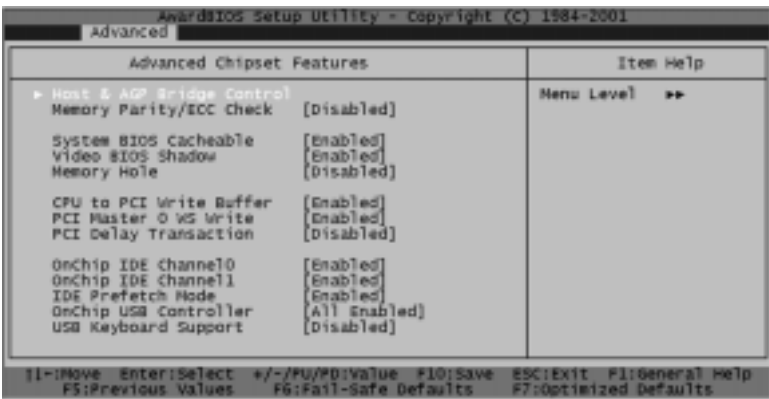 AwardBIOS Setup Utility - Copyright (C) 1984-2001
Advanced
Advanced Chipset Features
Item Help
▶ Host & AGP Bridge Control
Menu Level ▶▶
Memory Parity/ECC Check [Disabled]
System BIOS Cacheable [Enabled]
Video BIOS Shadow [Enabled]
Memory Hole [Disabled]
CPU to PCI Write Buffer [Enabled]
PCI Master 0 WS Write [Enabled]
PCI Delay Transaction [Disabled]
OnChip IDE Channel0 [Enabled]
OnChip IDE Channel1 [Enabled]
IDE Prefetch Mode [Enabled]
OnChip USB Controller [All Enabled]
USB Keyboard Support [Disabled]
:Move Enter:Select +/-/PU/PD:Value F10:Save ESC:Exit F1:General Help
F5:Previous Values F6:Fail-Safe Defaults F7:Optimized Defaults